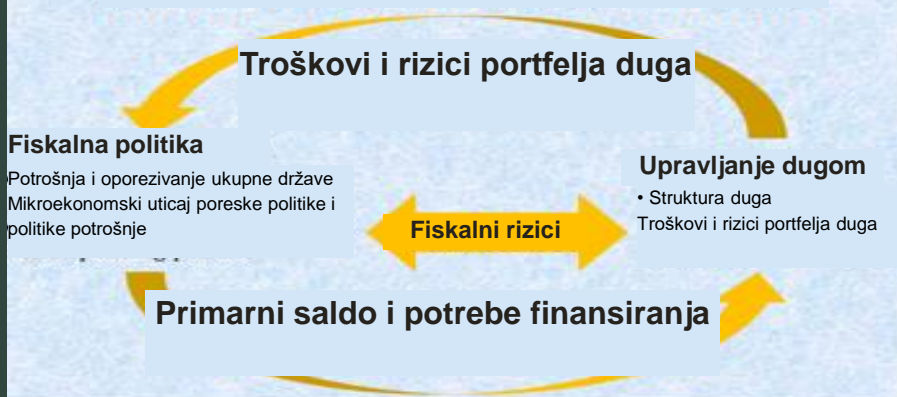 Troškovi i rizici portfelja duga
Fiskalna politika
Potrošnja i oporezivanje ukupne države
Mikroekonomski uticaj poreske politike i
politike potrošnje
Fiskalni rizici
Upravljanje dugom
• Struktura duga
Troškovi i rizici portfelja duga
Primarni saldo i potrebe finansiranja